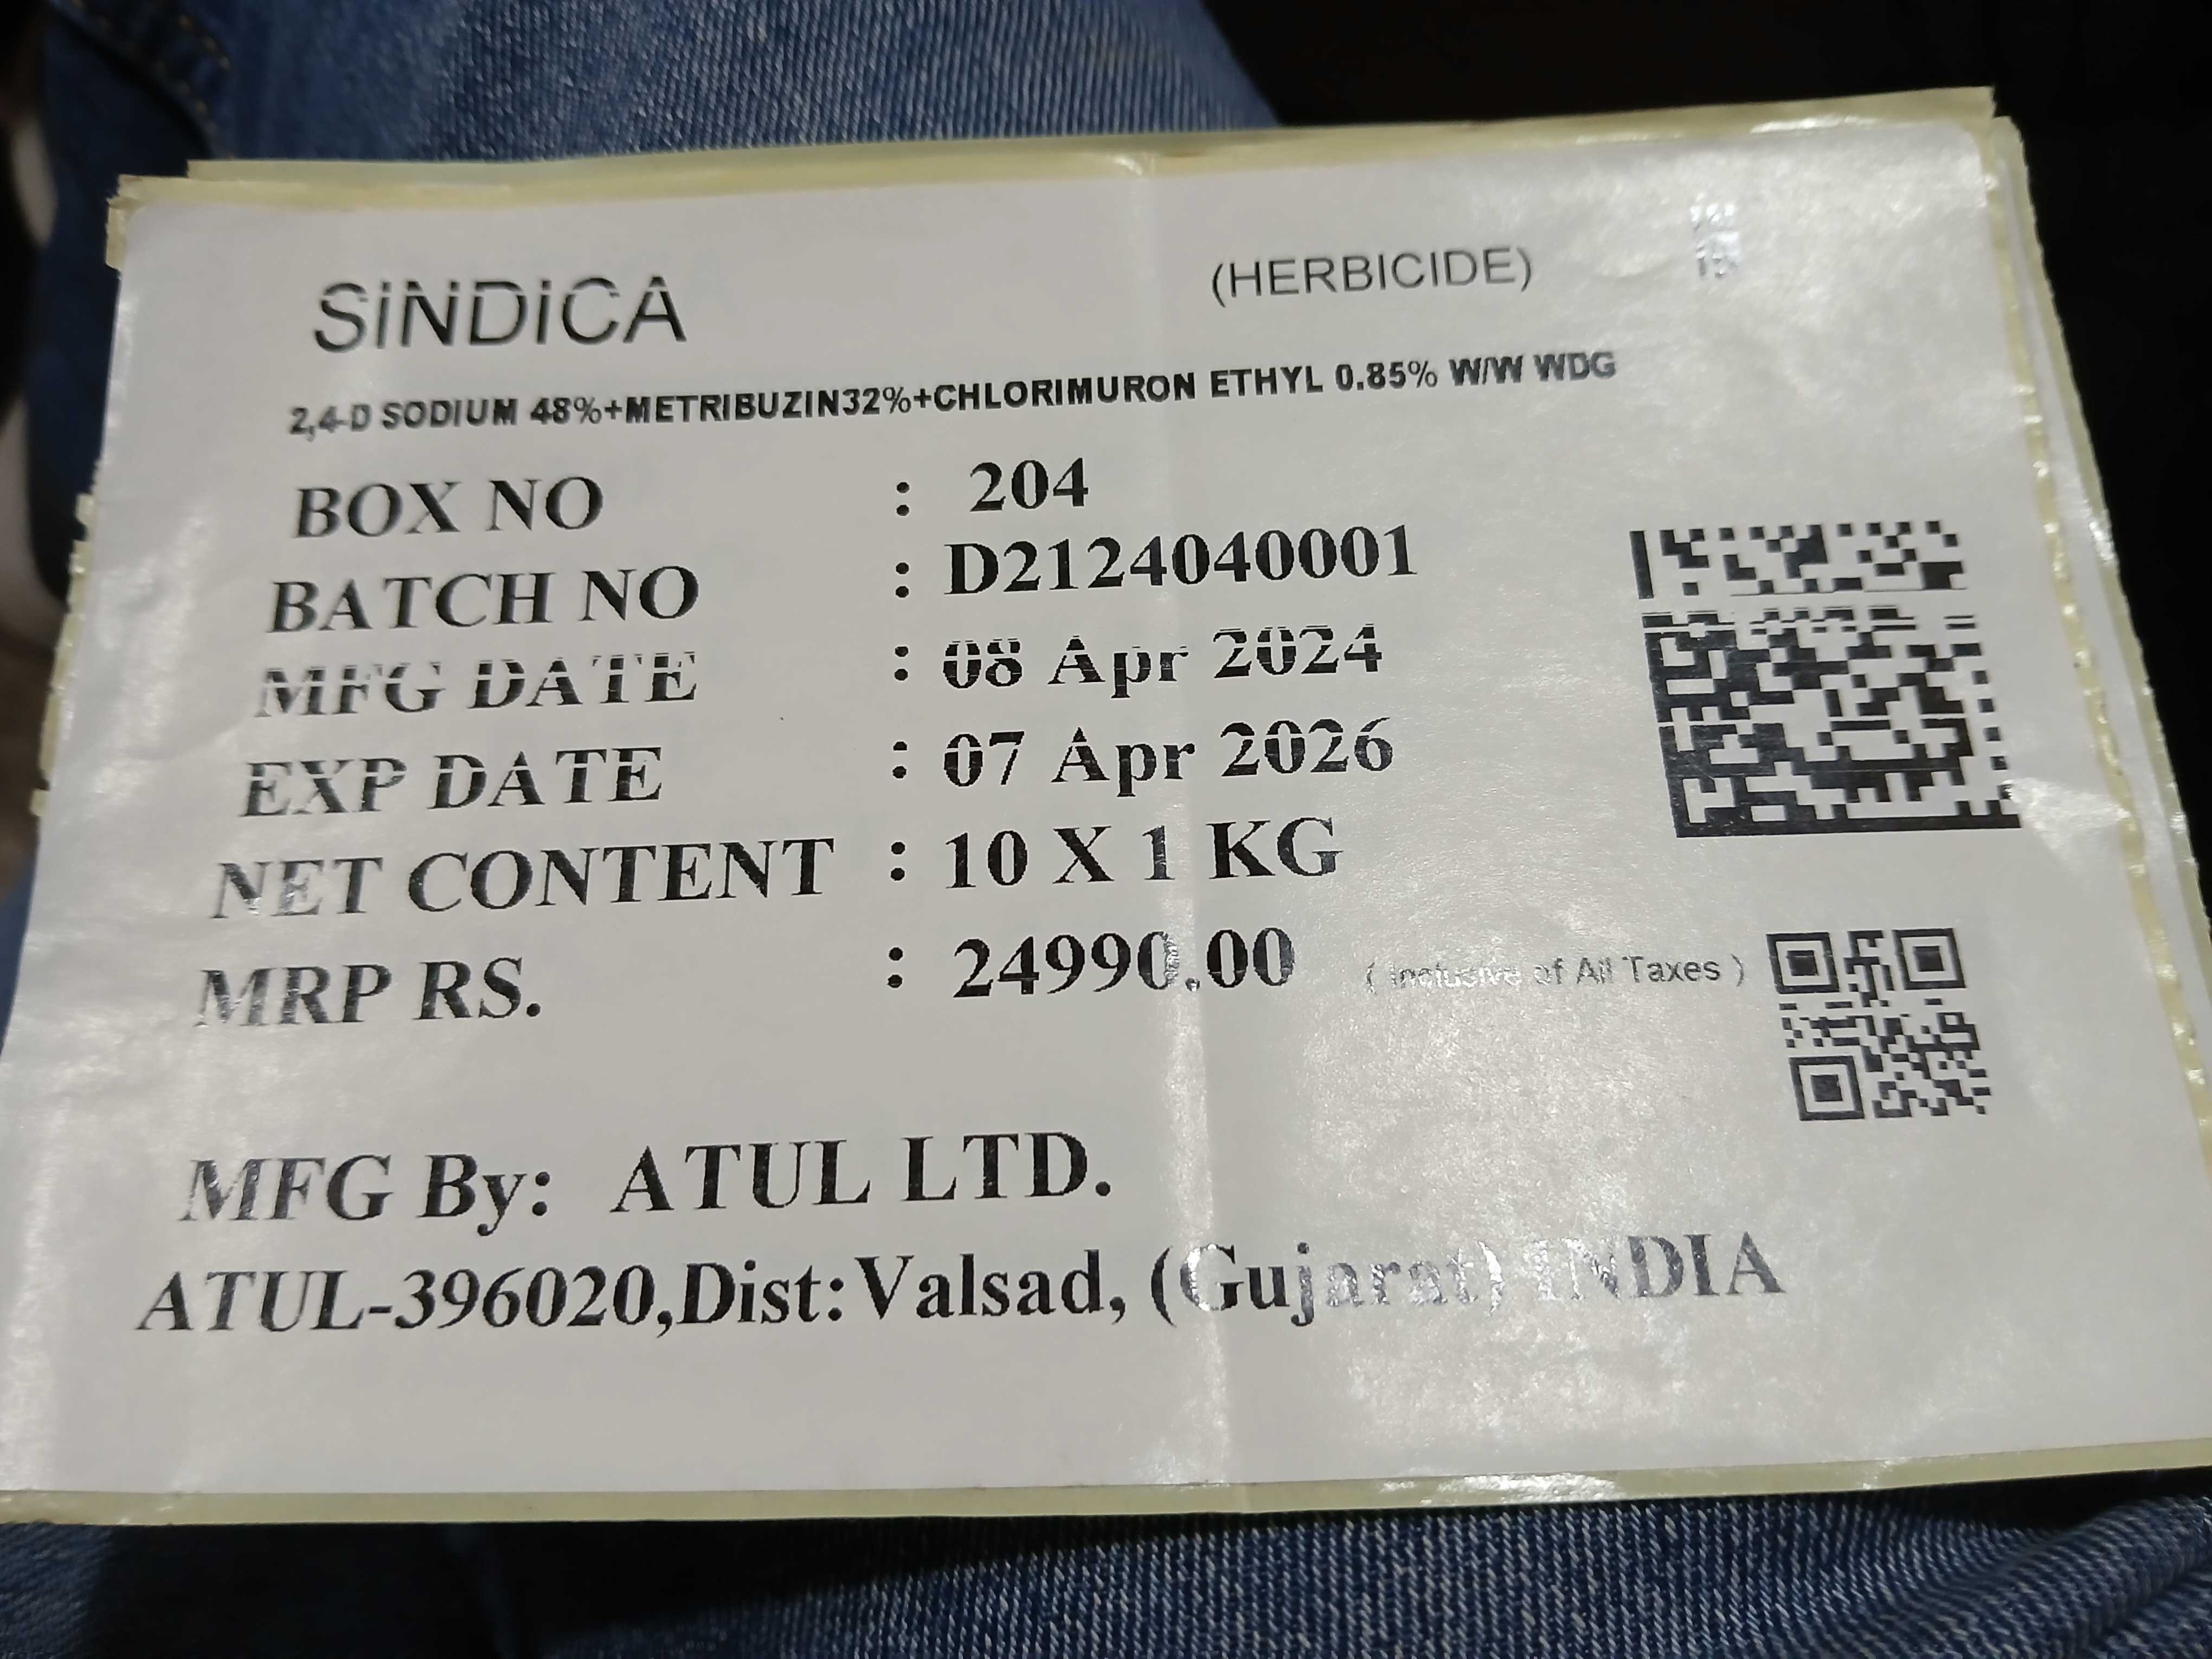 SiNDiCA (HERBICIDE)
2,4-D SODIUM 48%+METRIBUZIN32%+CHLORIMURON ETHYL 0.85% W/W WDG
BOX NO : 204
BATCH NO : D2124040001
MFG DATE : 08 Apr 2024
EXP DATE : 07 Apr 2026
NET CONTENT : 10 X 1 KG
MRP RS. : 24990.00 ( Inclusive of All Taxes )
MFG By: ATUL LTD.
ATUL-396020,Dist:Valsad, (Gujarat) INDIA